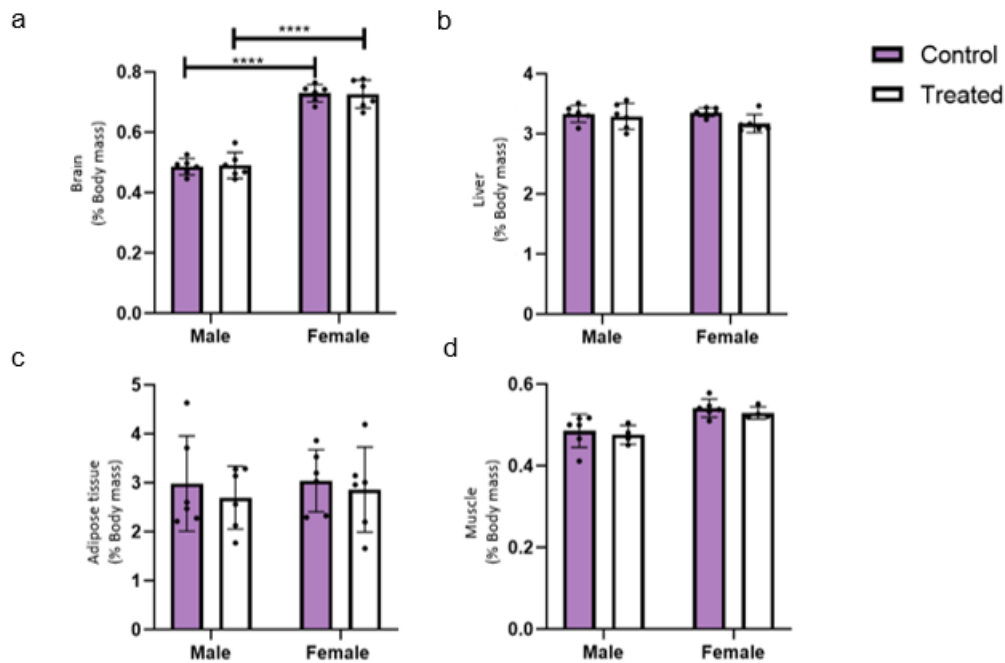 a
b
Control
Treated
****
****
0.8
0.6
0.4
0.2
0.0
Brain
(% Body mass)
Male
Female
4
3
2
1
0
Liver
(% Body mass)
Male
Female
c
d
5
4
3
2
1
0
Adipose tissue
(% Body mass)
Male
Female
0.6
0.4
0.2
0.0
Muscle
(% Body mass)
Male
Female